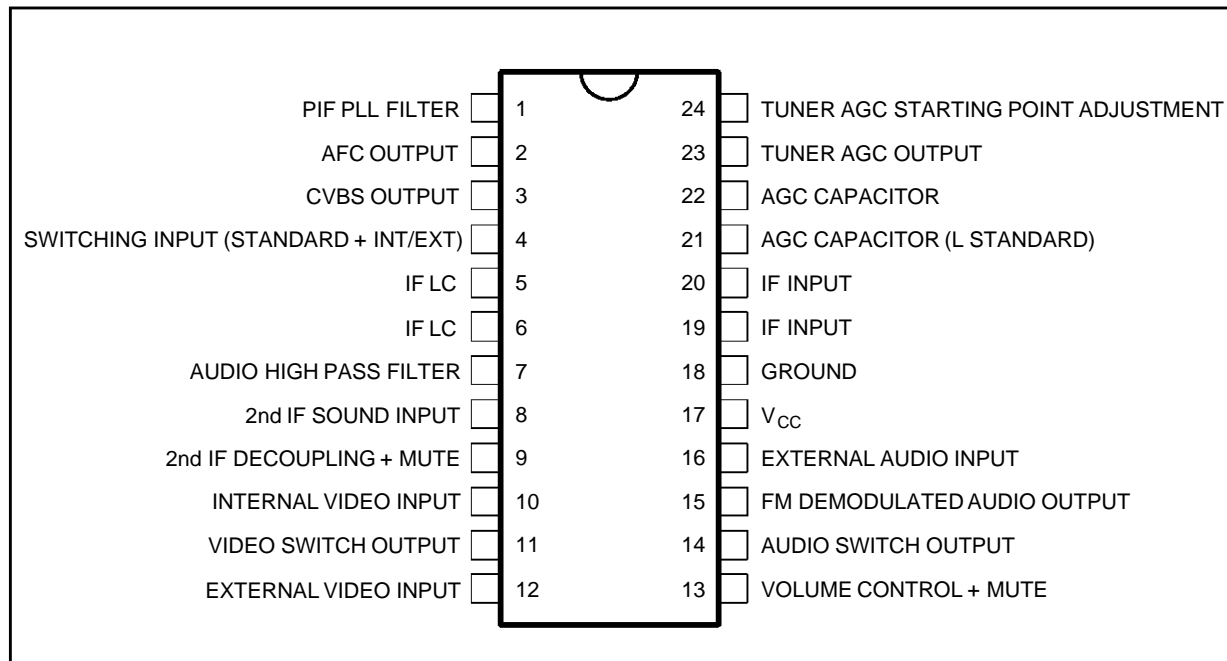 PIF PLL FILTER 1 24 TUNER AGC STARTING POINT ADJUSTMENT
AFC OUTPUT 2 23 TUNER AGC OUTPUT
CVBS OUTPUT 3 22 AGC CAPACITOR
SWITCHING INPUT (STANDARD + INT/EXT) 4 21 AGC CAPACITOR (L STANDARD)
IF LC 5 20 IF INPUT
IF LC 6 19 IF INPUT
AUDIO HIGH PASS FILTER 7 18 GROUND
2nd IF SOUND INPUT 8 17 VCC
2nd IF DECOUPLING + MUTE 9 16 EXTERNAL AUDIO INPUT
INTERNAL VIDEO INPUT 10 15 FM DEMODULATED AUDIO OUTPUT
VIDEO SWITCH OUTPUT 11 14 AUDIO SWITCH OUTPUT
EXTERNAL VIDEO INPUT 12 13 VOLUME CONTROL + MUTE